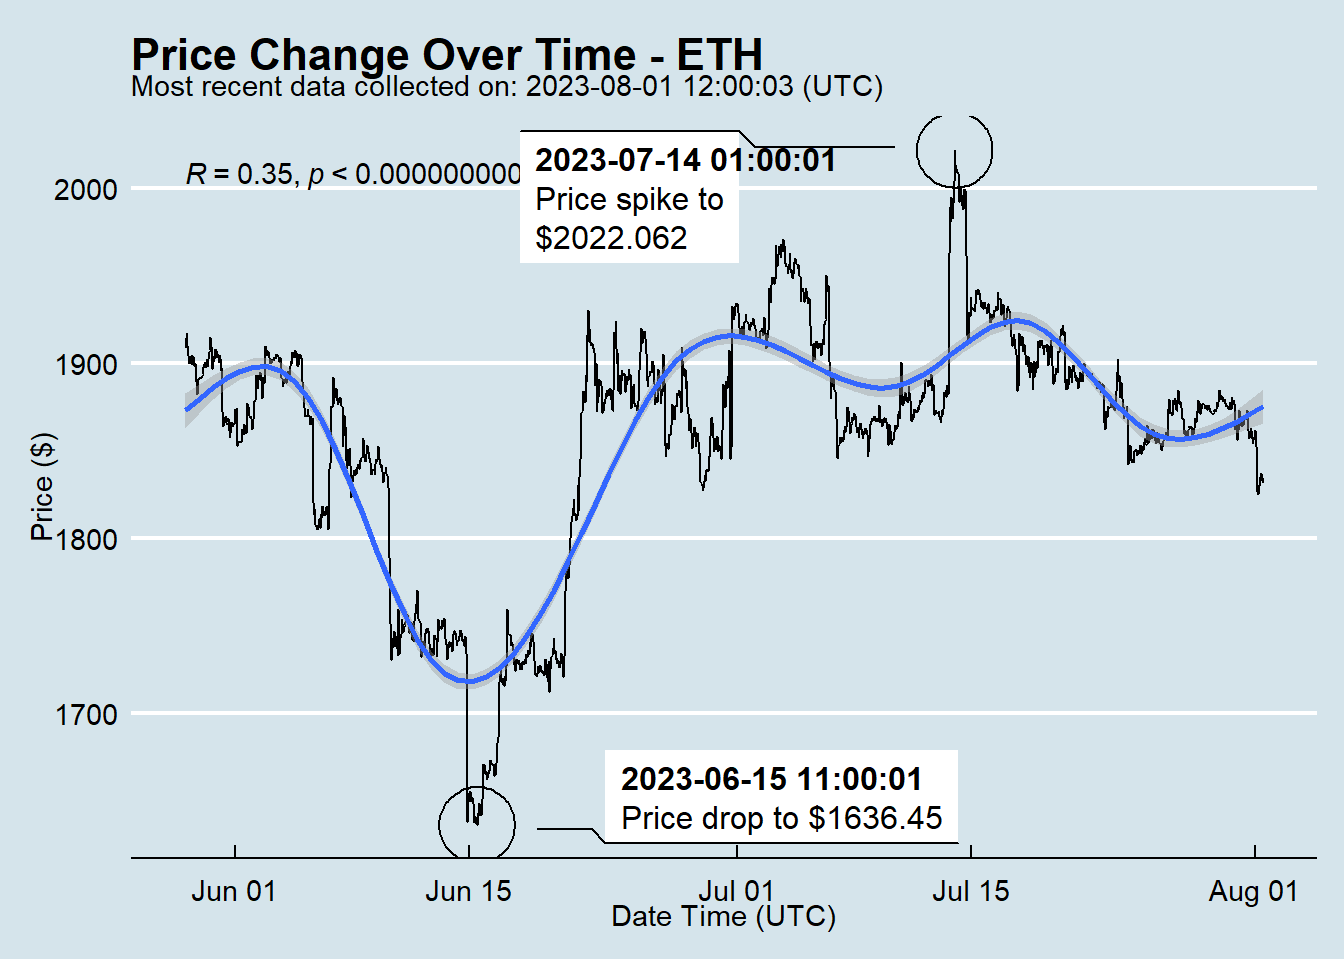 Price Change Over Time - ETH
Most recent data collected on: 2023-08-01 12:00:03 (UTC)
R = 0.35, p < 0.000000000
2023-07-14 01:00:01
Price spike to
$2022.062
2000
1900
1800
1700
Price ($)
2023-06-15 11:00:01
Price drop to $1636.45
Jun 01
Jun 15
Jul 01
Jul 15
Aug 01
Date Time (UTC)